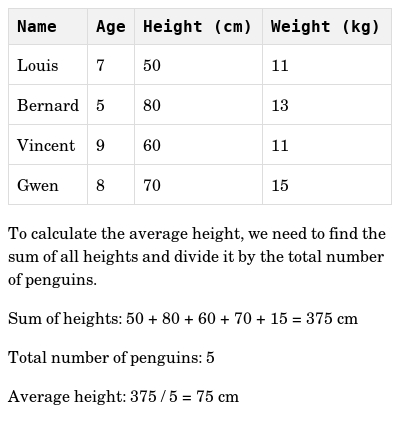 Name Age Height (cm) Weight (kg)
Louis 7 50 11
Bernard 5 80 13
Vincent 9 60 11
Gwen 8 70 15
To calculate the average height, we need to find the
sum of all heights and divide it by the total number
of penguins.
Sum of heights: 50 + 80 + 60 + 70 + 15 = 375 cm
Total number of penguins: 5
Average height: 375 / 5 = 75 cm